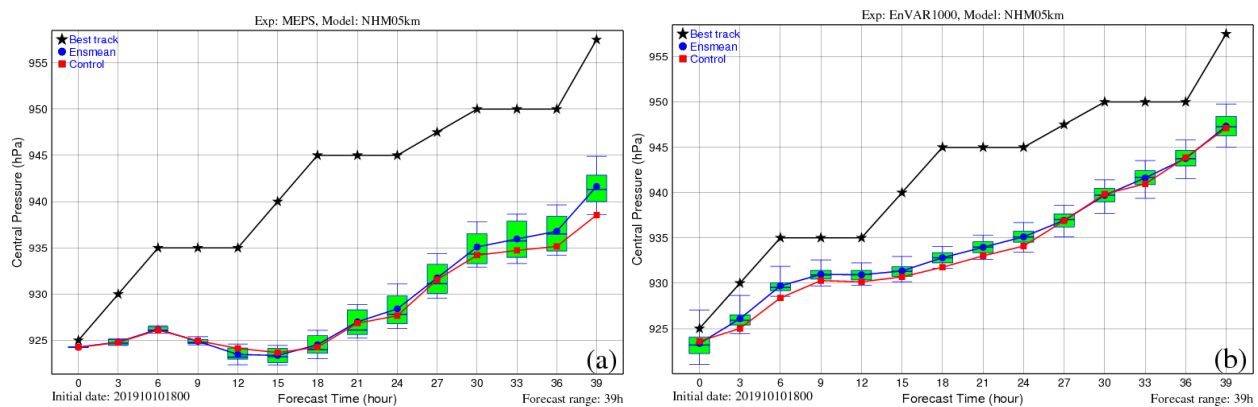 Exp: MEPS, Model: NHM05km
Best track
Ensmean
Control
955
950
945
940
935
930
925
Central Pressure (hPa)
(a)
0 3 6 9 12 15 18 21 24 27 30 33 36 39
Initial date: 201910101800 Forecast Time (hour) Forecast range: 39h
Exp: EnVAR1000, Model: NHM05km
Best track
Ensmean
Control
955
950
945
940
935
930
925
Central Pressure (hPa)
(b)
0 3 6 9 12 15 18 21 24 27 30 33 36 39
Initial date: 201910101800 Forecast Time (hour) Forecast range: 39h